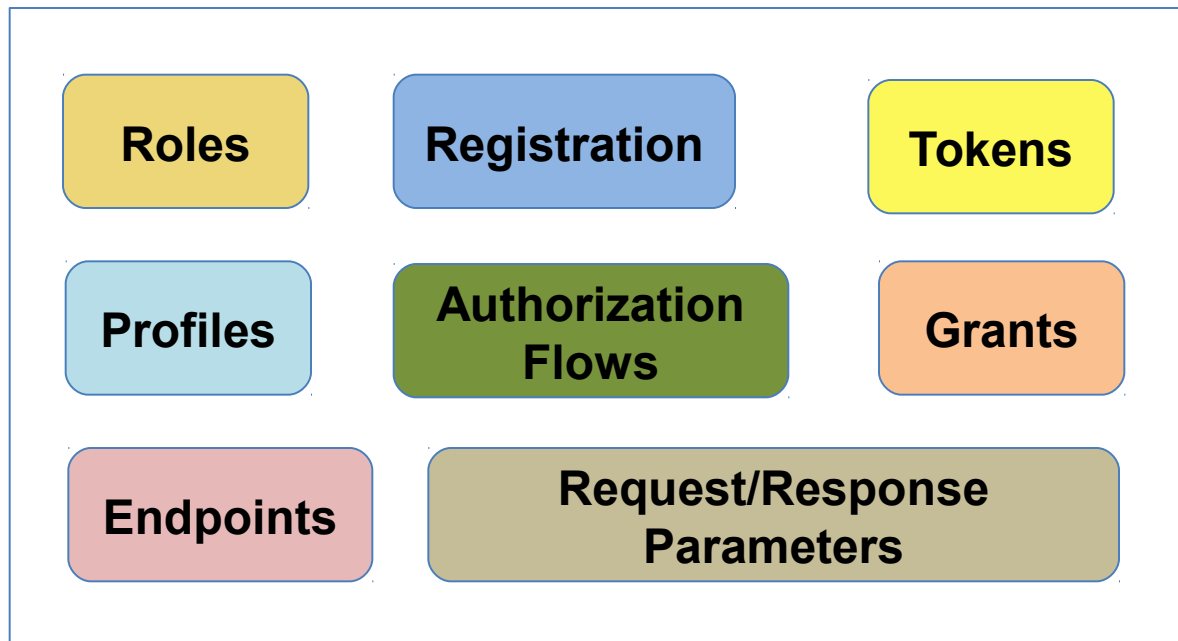 Roles
Registration
Tokens
Profiles
Authorization
Flows
Grants
Endpoints
Request/Response
Parameters